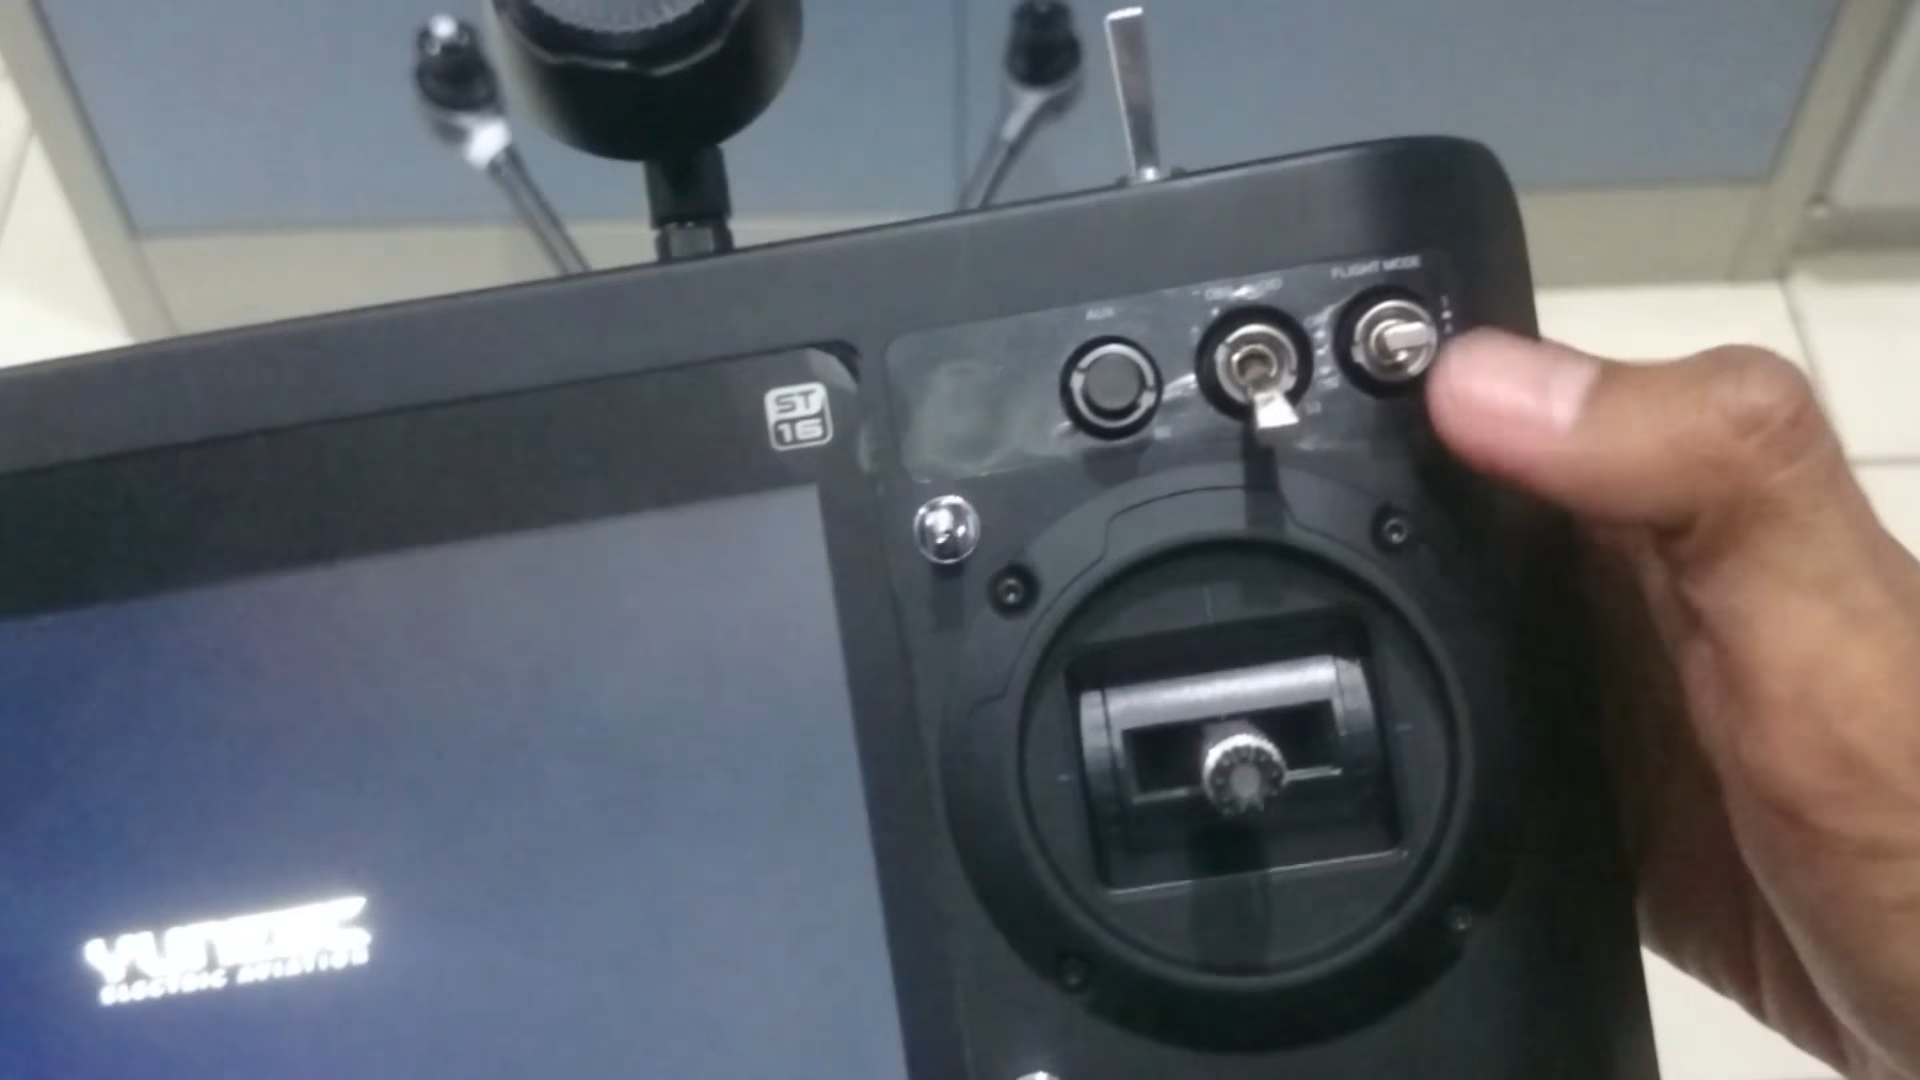 FLIGHT MODE
AUX
ST
16
YUNEEC
ELECTRIC AVIATION